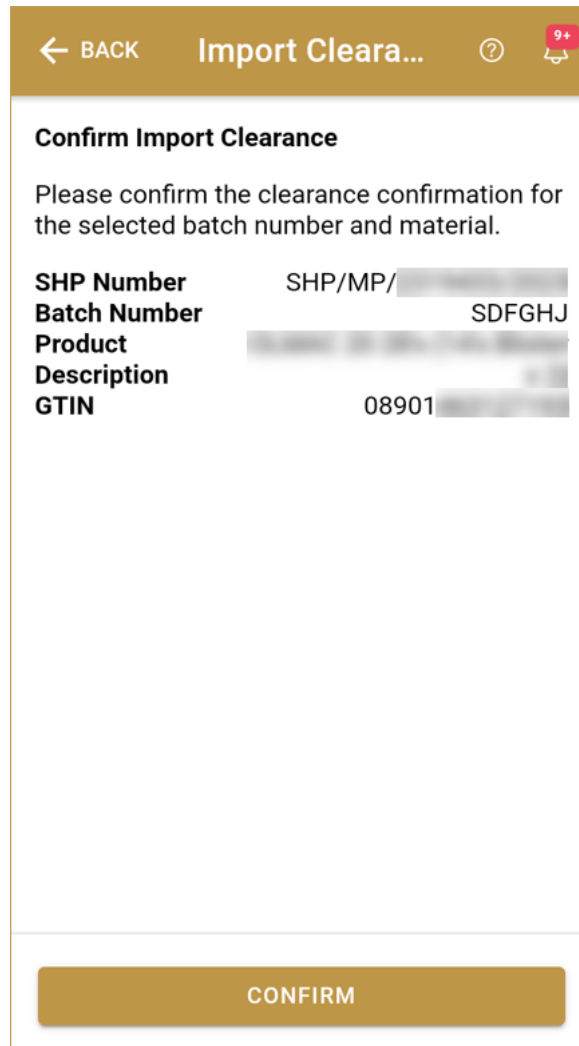 ← BACK Import Cleara... 9+
Confirm Import Clearance
Please confirm the clearance confirmation for
the selected batch number and material.
SHP Number SHP/MP/
Batch Number SDFGHJ
Product
Description
GTIN 08901
CONFIRM